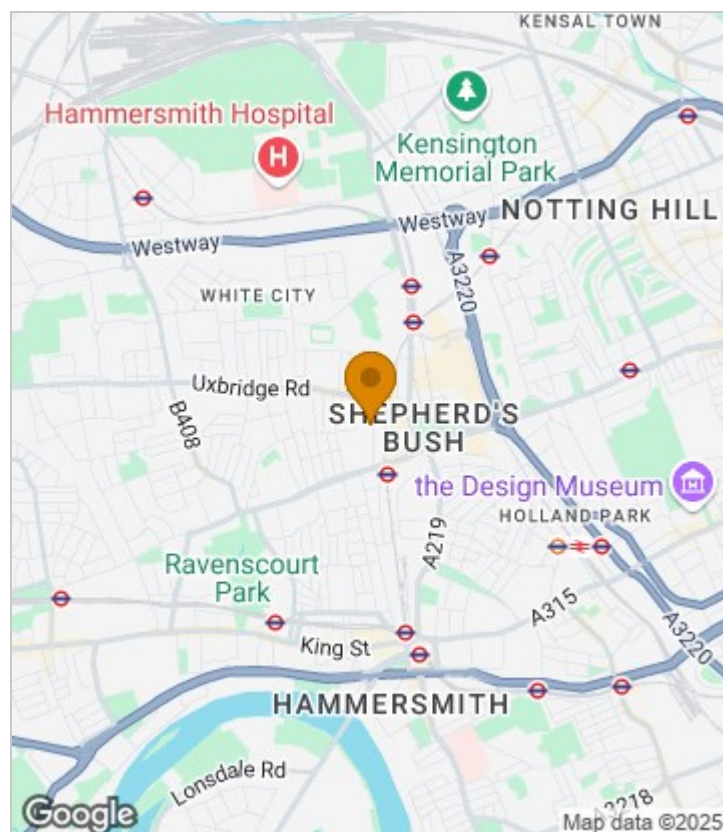 KENSAL TOWN
Hammersmith Hospital
H
Kensington
Memorial Park
Westway
Westway
NOTTING HILL
A3220
WHITE CITY
Uxbridge Rd
B408
SHEPHERD'S
BUSH
the Design Museum
HOLLAND PARK
A219
Ravenscourt
Park
A315
King St
A3220
HAMMERSMITH
Lonsdale Rd
A3218
Google
Map data ©2025